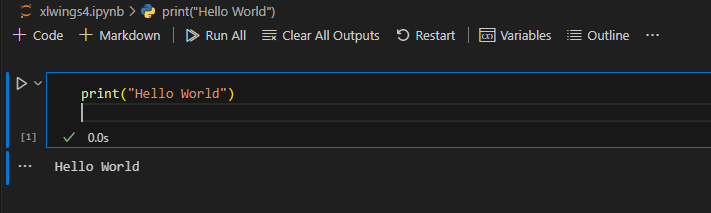 xlwings4.ipynb > print("Hello World")
+ Code + Markdown Run All Clear All Outputs Restart Variables Outline ...
print("Hello World")
[1] ✓ 0.0s
... Hello World